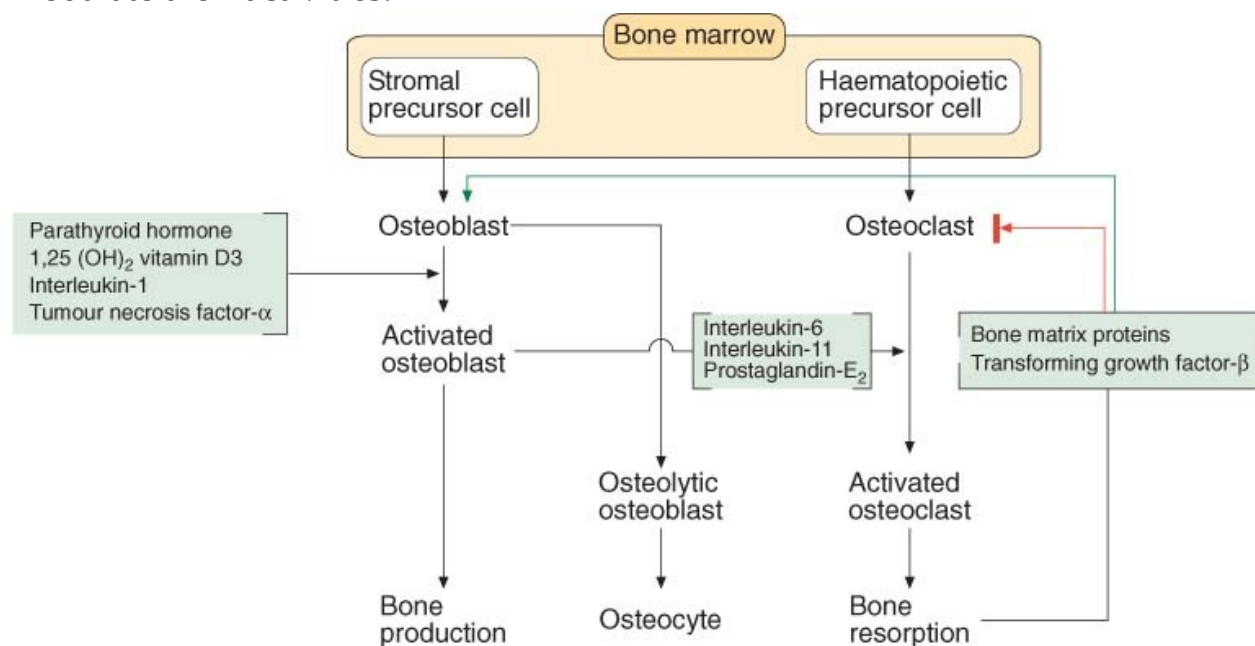 Bone marrow
Stromal
precursor cell
Haematopoietic
precursor cell
Osteoblast
Osteoclast
Parathyroid hormone
1,25 (OH)₂ vitamin D3
Interleukin-1
Tumour necrosis factor-α
Activated
osteoblast
Interleukin-6
Interleukin-11
Prostaglandin-E₂
Bone matrix proteins
Transforming growth factor-β
Osteolytic
osteoblast
Activated
osteoclast
Bone
production
Osteocyte
Bone
resorption